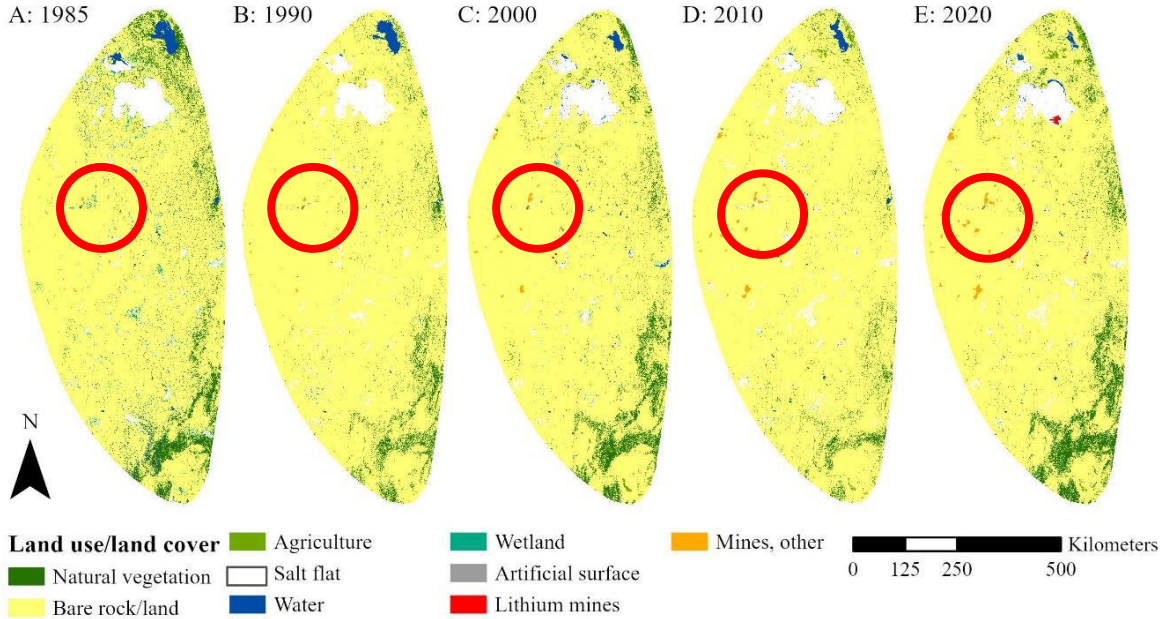 A: 1985
B: 1990
C: 2000
D: 2010
E: 2020
N
Land use/land cover
Natural vegetation
Bare rock/land
Agriculture
Salt flat
Water
Wetland
Artificial surface
Lithium mines
Mines, other
Kilometers
0 125 250 500